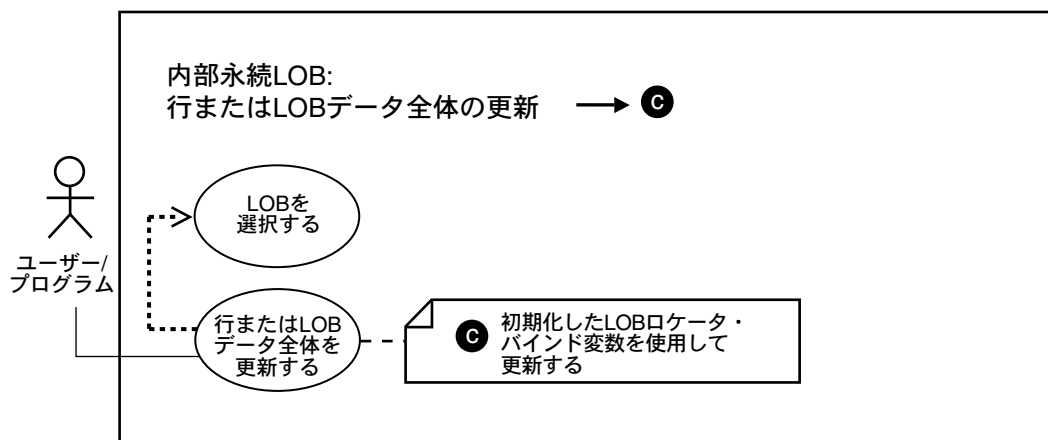 内部永続LOB:
行またはLOBデータ全体の更新 C
LOBを
選択する
ユーザー/
プログラム
行またはLOB
データ全体を
更新する
C 初期化したLOBロケータ・
バインド変数を使用して
更新する